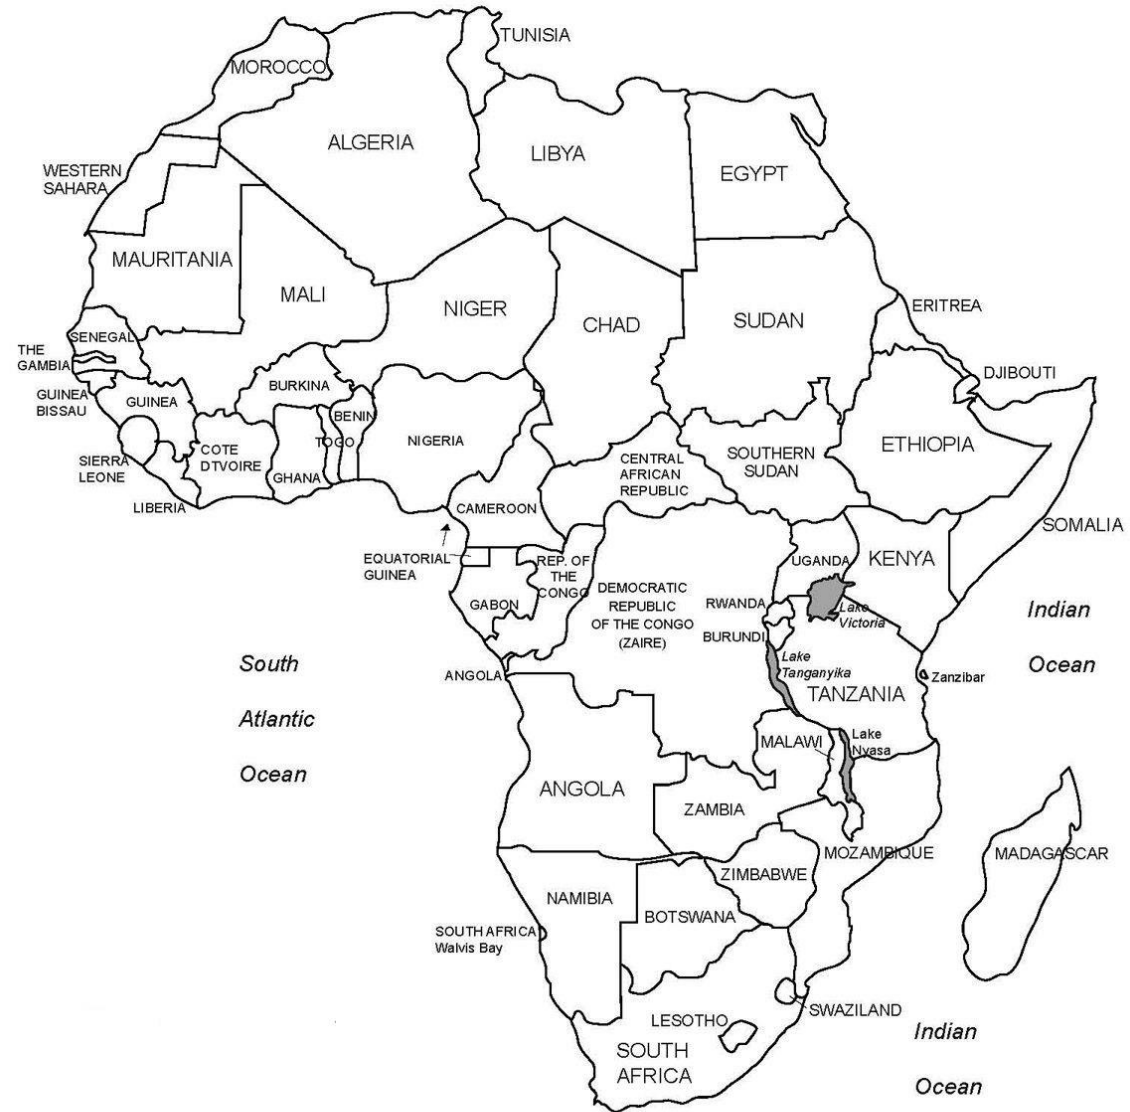 TUNISIA
MOROCCO
ALGERIA
LIBYA
EGYPT
WESTERN
SAHARA
MAURITANIA
MALI
NIGER
CHAD
SUDAN
ERITREA
SENEGAL
THE
GAMBIA
DJIBOUTI
GUINEA
BISSAU
GUINEA
BURKINA
BENIN
TOGO
NIGERIA
COTE
DTVOIRE
GHANA
SIERRA
LEONE
LIBERIA
CENTRAL
AFRICAN
REPUBLIC
SOUTHERN
SUDAN
ETHIOPIA
CAMEROON
SOMALIA
EQUATORIAL
GUINEA
REP. OF
THE
CONGO
GABON
DEMOCRATIC
REPUBLIC
OF THE CONGO
(ZAIRE)
UGANDA
KENYA
RWANDA
BURUNDI
Lake
Victoria
Indian
Ocean
South
Atlantic
Ocean
ANGOLA
Lake
Tanganyika
TANZANIA
Zanzibar
MALAWI
Lake
Nyasa
ANGOLA
ZAMBIA
MOZAMBIQUE
MADAGASCAR
ZIMBABWE
NAMIBIA
BOTSWANA
SOUTH AFRICA
Walvis Bay
SWAZILAND
LESOTHO
SOUTH
AFRICA
Indian
Ocean